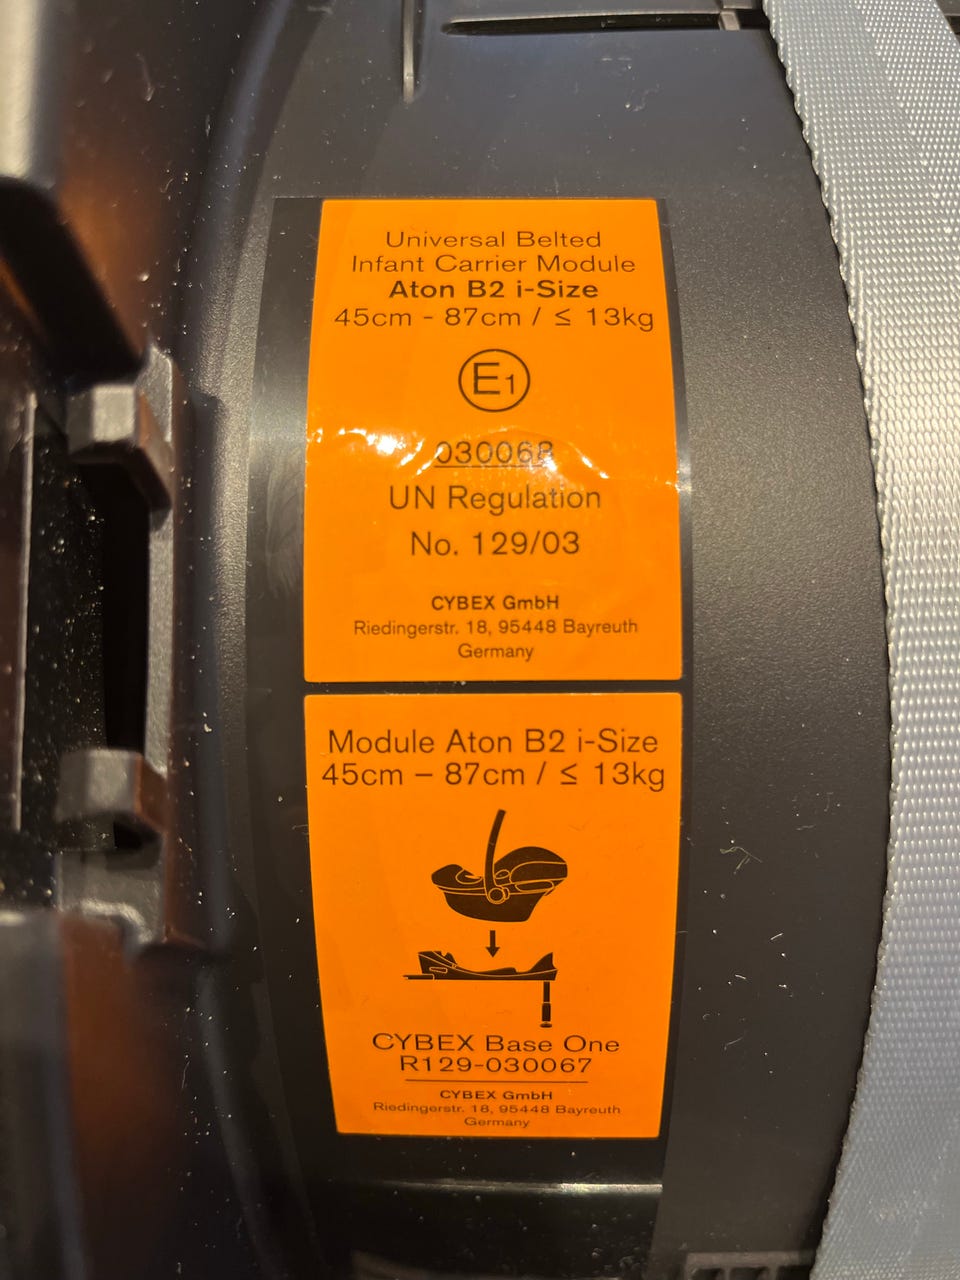 Universal Belted
Infant Carrier Module
Aton B2 i-Size
45cm - 87cm / ≤ 13kg
E1
030068
UN Regulation
No. 129/03
CYBEX GmbH
Riedingerstr. 18, 95448 Bayreuth
Germany
Module Aton B2 i-Size
45cm – 87cm / ≤ 13kg
CYBEX Base One
R129-030067
CYBEX GmbH
Riedingerstr. 18, 95448 Bayreuth
Germany